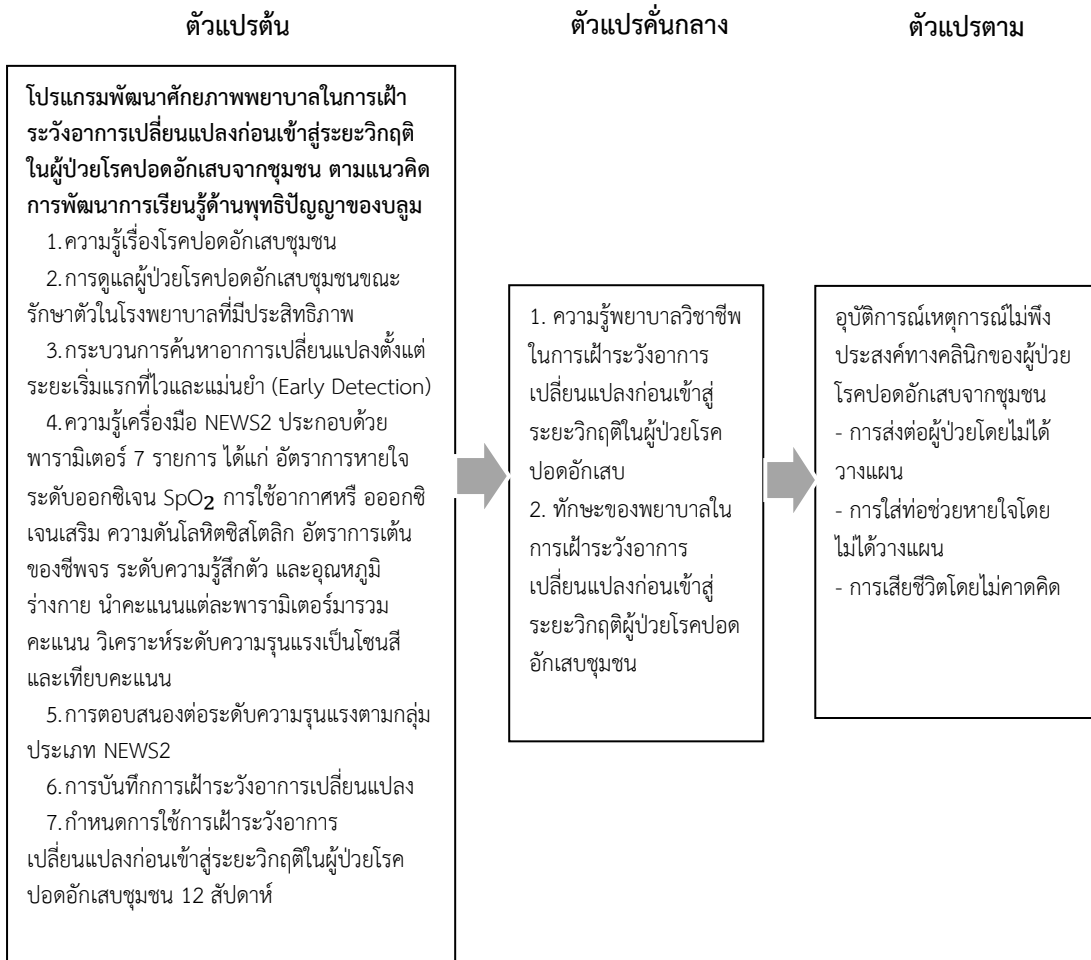 ตัวแปรต้น
ตัวแปรคั่นกลาง
ตัวแปรตาม
โปรแกรมพัฒนาศักยภาพพยาบาลในการเฝ้า
ระวังอาการเปลี่ยนแปลงก่อนเข้าสู่ระยะวิกฤติ
ในผู้ป่วยโรคปอดอักเสบจากชุมชน ตามแนวคิด
การพัฒนาการเรียนรู้ด้านพุทธิปัญญาของบลูม
1.ความรู้เรื่องโรคปอดอักเสบชุมชน
2.การดูแลผู้ป่วยโรคปอดอักเสบชุมชนขณะ
รักษาตัวในโรงพยาบาลที่มีประสิทธิภาพ
3.กระบวนการค้นหาอาการเปลี่ยนแปลงตั้งแต่
ระยะเริ่มแรกที่ไวและแม่นยำ (Early Detection)
4.ความรู้เครื่องมือ NEWS2 ประกอบด้วย
พารามิเตอร์ 7 รายการ ได้แก่ อัตราการหายใจ
ระดับออกซิเจน SpO2 การใช้อากาศหรื อออกซิ
เจนเสริม ความดันโลหิตซิสโตลิก อัตราการเต้น
ของชีพจร ระดับความรู้สึกตัว และอุณหภูมิ
ร่างกาย นำคะแนนแต่ละพารามิเตอร์มารวม
คะแนน วิเคราะห์ระดับความรุนแรงเป็นโซนสี
และเทียบคะแนน
5.การตอบสนองต่อระดับความรุนแรงตามกลุ่ม
ประเภท NEWS2
6.การบันทึกการเฝ้าระวังอาการเปลี่ยนแปลง
7.กำหนดการใช้การเฝ้าระวังอาการ
เปลี่ยนแปลงก่อนเข้าสู่ระยะวิกฤติในผู้ป่วยโรค
ปอดอักเสบชุมชน 12 สัปดาห์
1. ความรู้พยาบาลวิชาชีพ
ในการเฝ้าระวังอาการ
เปลี่ยนแปลงก่อนเข้าสู่
ระยะวิกฤติในผู้ป่วยโรค
ปอดอักเสบ
2. ทักษะของพยาบาลใน
การเฝ้าระวังอาการ
เปลี่ยนแปลงก่อนเข้าสู่
ระยะวิกฤติผู้ป่วยโรคปอด
อักเสบชุมชน
อุบัติการณ์เหตุการณ์ไม่พึง
ประสงค์ทางคลินิกของผู้ป่วย
โรคปอดอักเสบจากชุมชน
- การส่งต่อผู้ป่วยโดยไม่ได้
วางแผน
- การใส่ท่อช่วยหายใจโดย
ไม่ได้วางแผน
- การเสียชีวิตโดยไม่คาดคิด